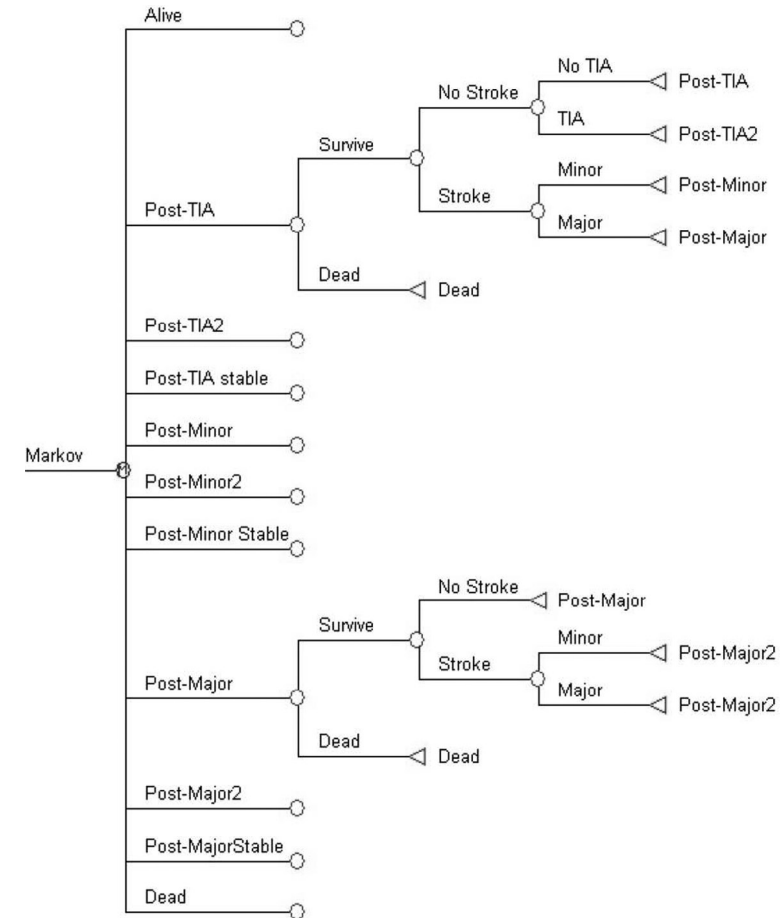 Alive
No TIA
Post-TIA
No Stroke
TIA
Post-TIA2
Survive
Minor
Post-Minor
Stroke
Major
Post-Major
Post-TIA
Dead
Dead
Post-TIA2
Post-TIA stable
Post-Minor
Markov
M
Post-Minor2
Post-Minor Stable
No Stroke
Post-Major
Survive
Minor
Post-Major2
Stroke
Major
Post-Major2
Post-Major
Dead
Dead
Post-Major2
Post-MajorStable
Dead